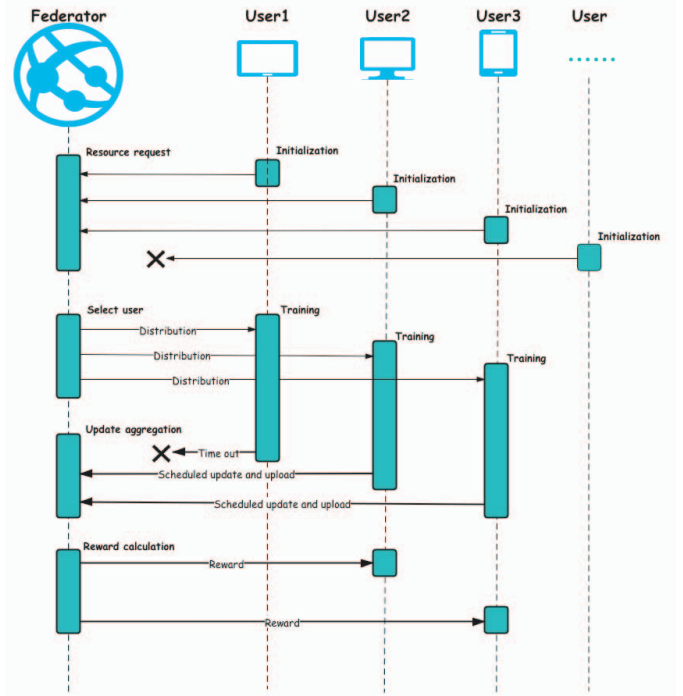 Federator User1 User2 User3 User
Resource request
Initialization
Initialization
Initialization
Initialization
Select user
Training
Distribution
Training
Distribution
Training
Distribution
Update aggregation
Time out
Scheduled update and upload
Scheduled update and upload
Reward calculation
Reward
Reward